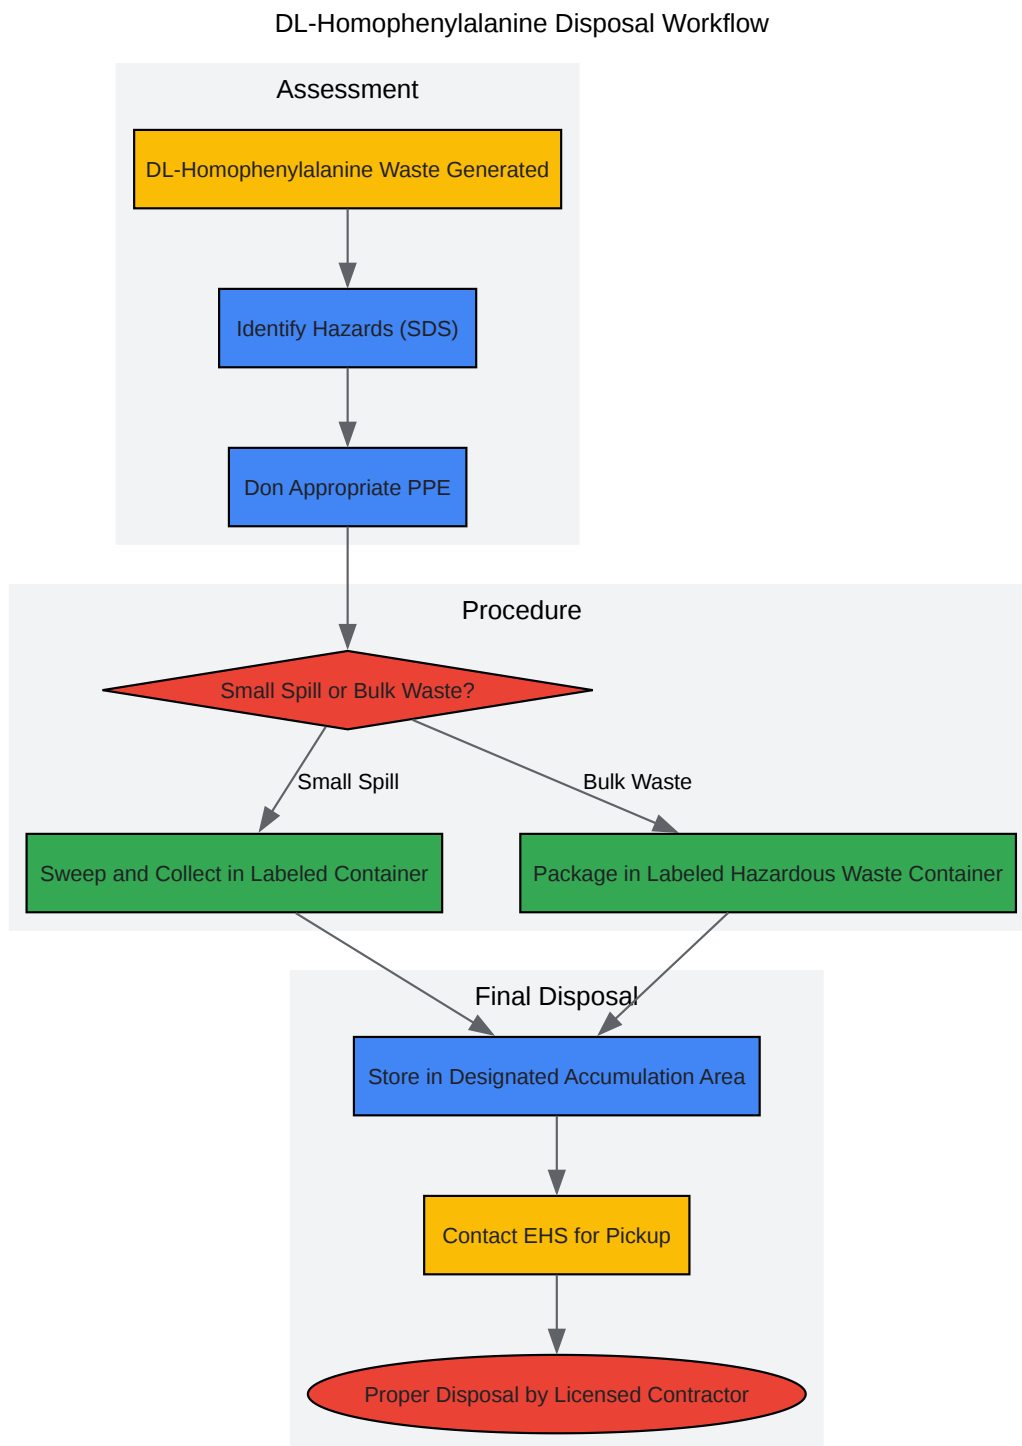 DL-Homophenylalanine Disposal Workflow
Assessment
DL-Homophenylalanine Waste Generated
Identify Hazards (SDS)
Don Appropriate PPE
Procedure
Small Spill or Bulk Waste?
Small Spill
Bulk Waste
Sweep and Collect in Labeled Container
Package in Labeled Hazardous Waste Container
Final Disposal
Store in Designated Accumulation Area
Contact EHS for Pickup
Proper Disposal by Licensed Contractor